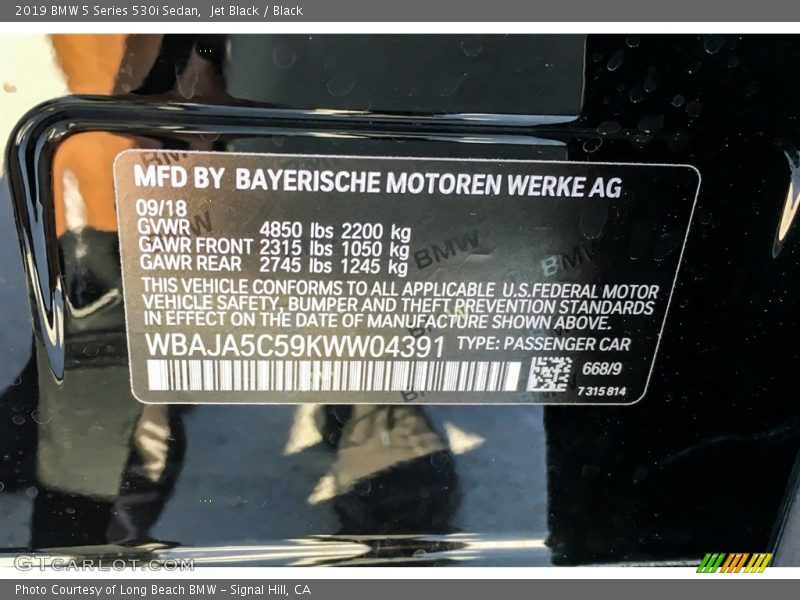 2019 BMW 5 Series 530i Sedan, Jet Black / Black
MFD BY BAYERISCHE MOTOREN WERKE AG
09/18
GVWR 4850 lbs 2200 kg
GAWR FRONT 2315 lbs 1050 kg
GAWR REAR 2745 lbs 1245 kg
BMW BMW
THIS VEHICLE CONFORMS TO ALL APPLICABLE U.S.FEDERAL MOTOR
VEHICLE SAFETY, BUMPER AND THEFT PREVENTION STANDARDS
IN EFFECT ON THE DATE OF MANUFACTURE SHOWN ABOVE.
WBAJA5C59KWW04391 TYPE: PASSENGER CAR
668/9
7315814
GTCARLOT.COM
Photo Courtesy of Long Beach BMW - Signal Hill, CA